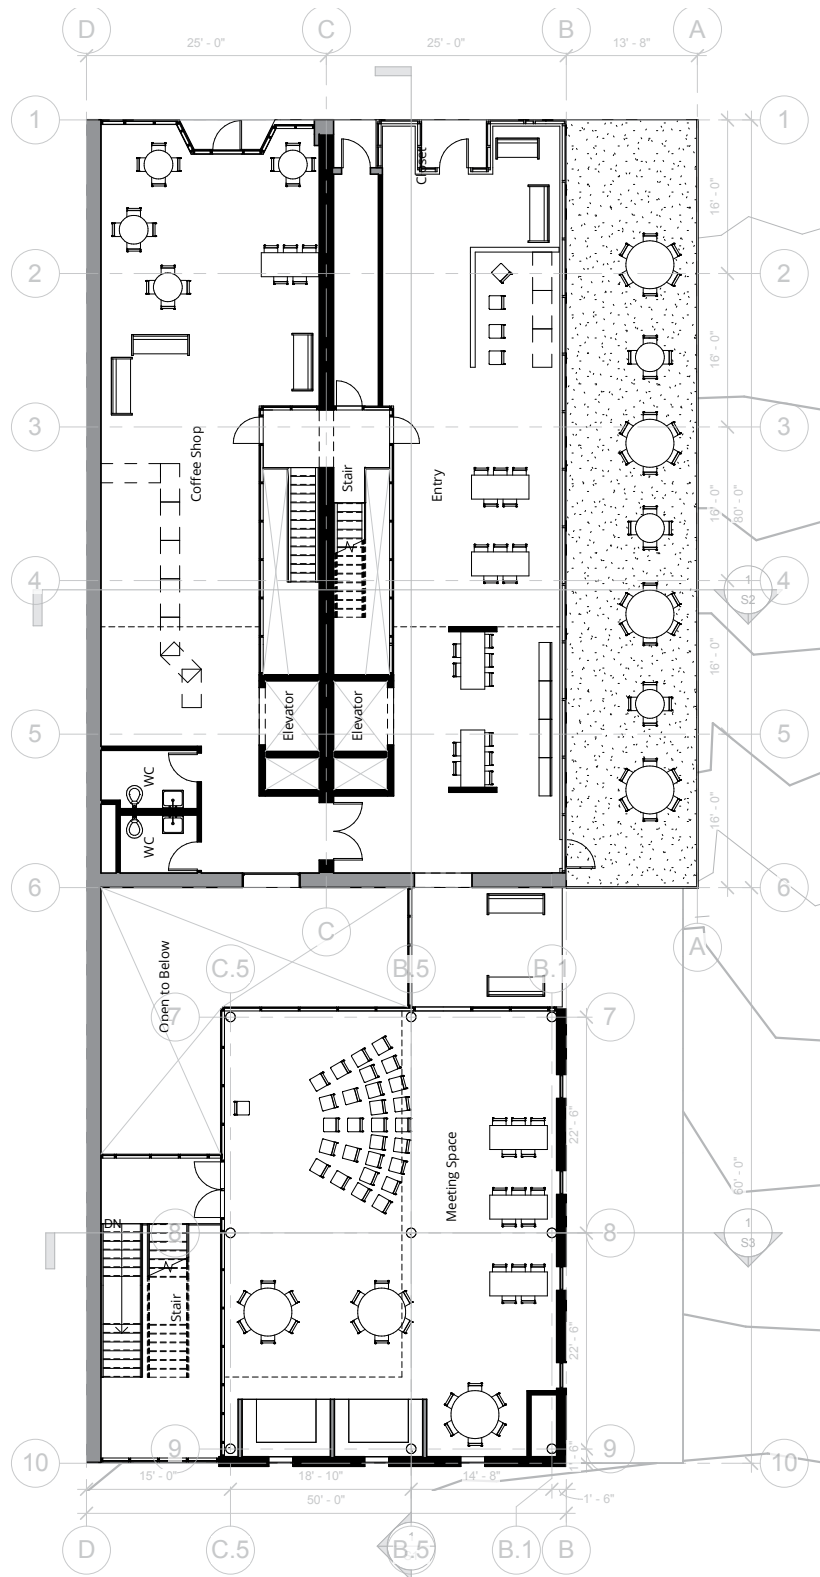 D
C
B
A
25' - 0"
25' - 0"
13' - 8"
1
1
Closet
16' - 0"
2
2
16' - 0"
3
3
Coffee Shop
Stair
Entry
16' - 0"
80' - 0"
4
4
1
S2
16' - 0"
Elevator
Elevator
5
5
WC
WC
16' - 0"
6
6
C
A
Open to Below
C.5
B.5
B.1
7
7
22' - 6"
Meeting Space
60' - 0"
DN
8
8
1
S3
Stair
22' - 6"
9
9
1' - 6"
10
10
15' - 0"
18' - 10"
14' - 8"
50' - 0"
1' - 6"
D
C.5
B.5
1
B.1
B